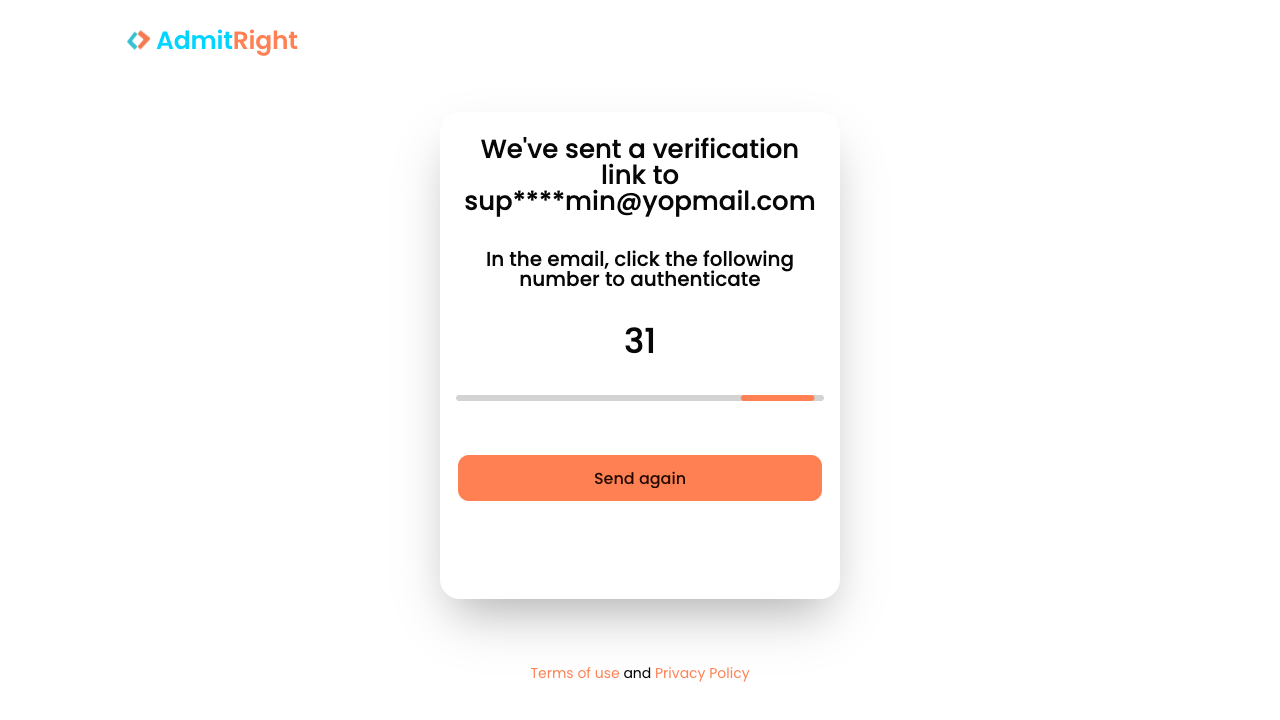 AdmitRight
We've sent a verification
link to
sup****min@yopmail.com
In the email, click the following
number to authenticate
31
Send again
Terms of use and Privacy Policy